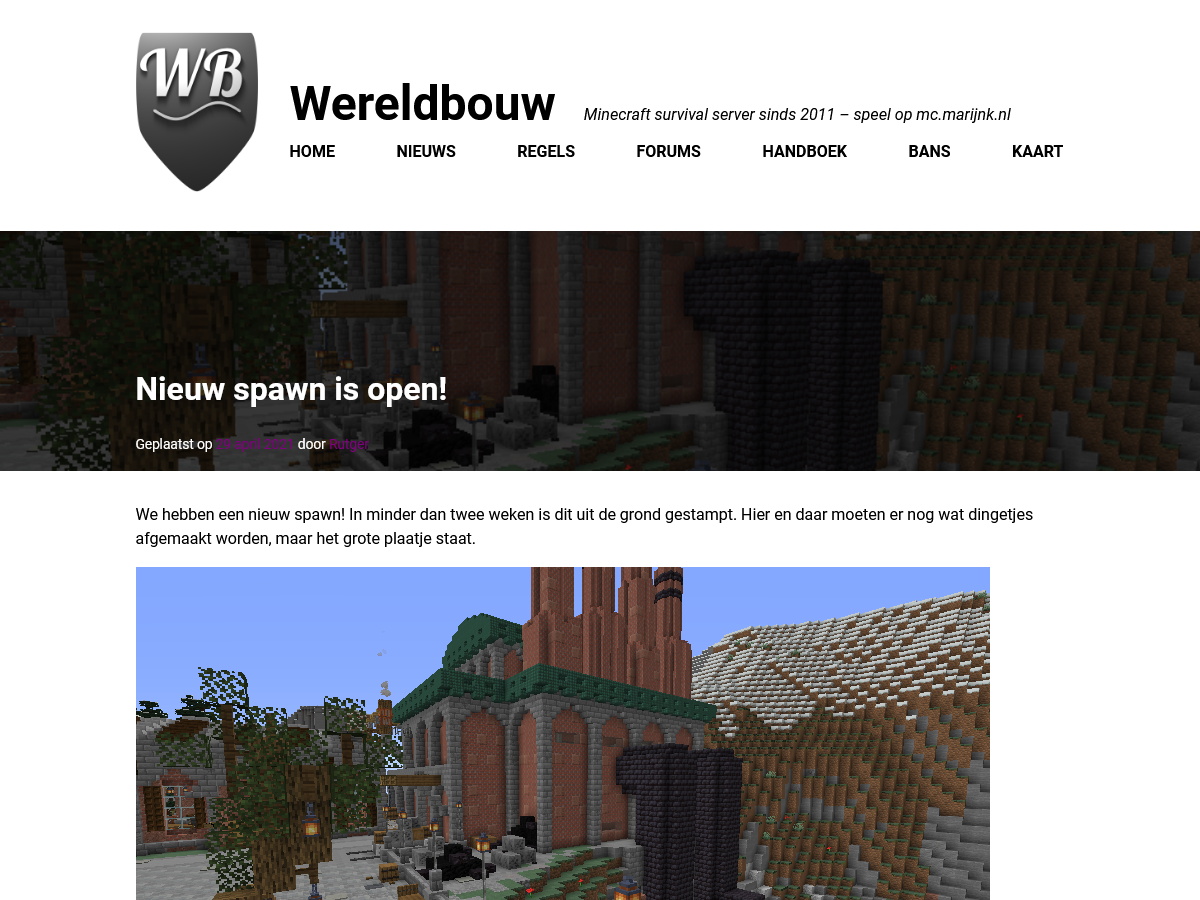 WB
Wereldbouw
Minecraft survival server sinds 2011 – speel op mc.marijnk.nl
HOME NIEUWS REGELS FORUMS HANDBOEK BANS KAART
Nieuw spawn is open!
Geplaatst op door Rutger
We hebben een nieuw spawn! In minder dan twee weken is dit uit de grond gestampt. Hier en daar moeten er nog wat dingetjes
afgemaakt worden, maar het grote plaatje staat.